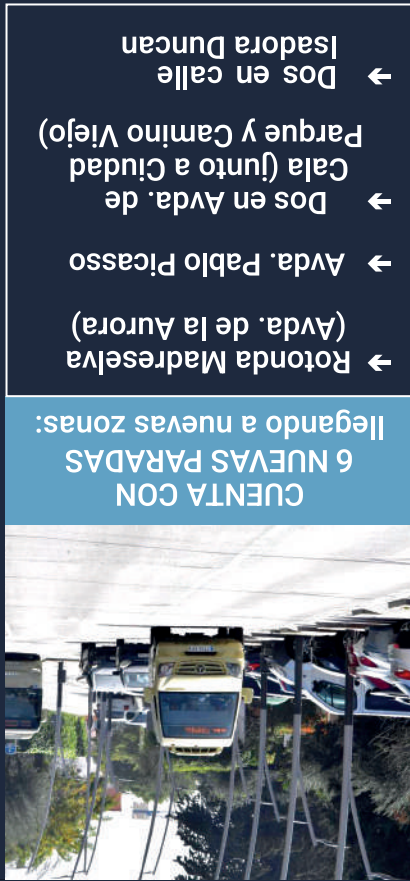 CUENTA CON
6 NUEVAS PARADAS
llegando a nuevas zonas:
→ Rotonda Madreselva
(Avda. de la Aurora)
→ Avda. Pablo Picasso
→ Dos en Avda. de
Cala (junto a Ciudad
Parque y Camino Viejo)
→ Dos en calle
Isadora Duncan